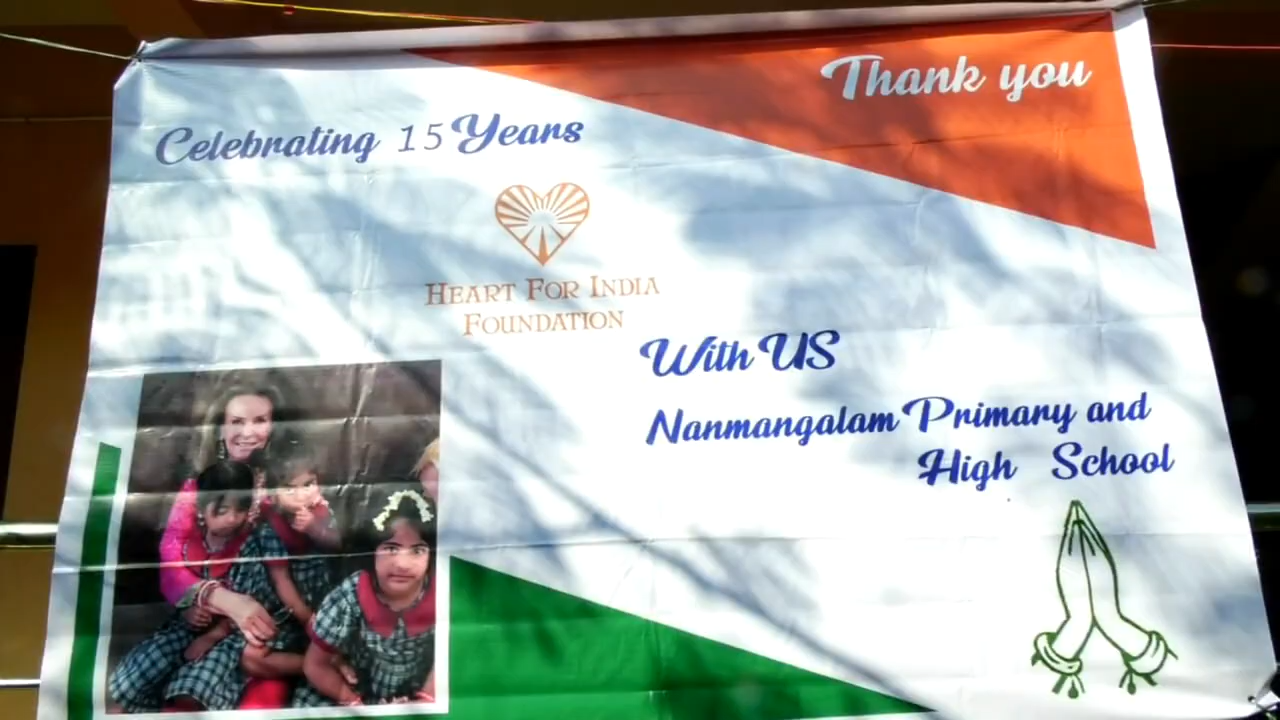 Thank you
Celebrating 15 Years
HEART FOR INDIA
FOUNDATION
With US
Nanmangalam Primary and
High School